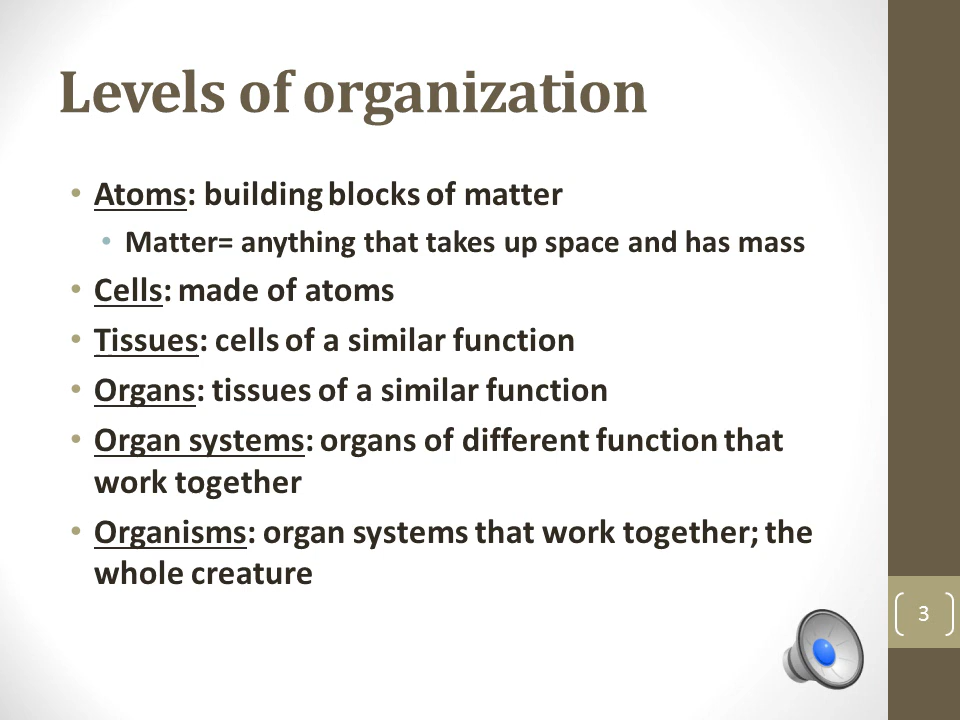 Levels of organization
• Atoms: building blocks of matter
• Matter= anything that takes up space and has mass
• Cells: made of atoms
• Tissues: cells of a similar function
• Organs: tissues of a similar function
• Organ systems: organs of different function that
work together
• Organisms: organ systems that work together; the
whole creature
3